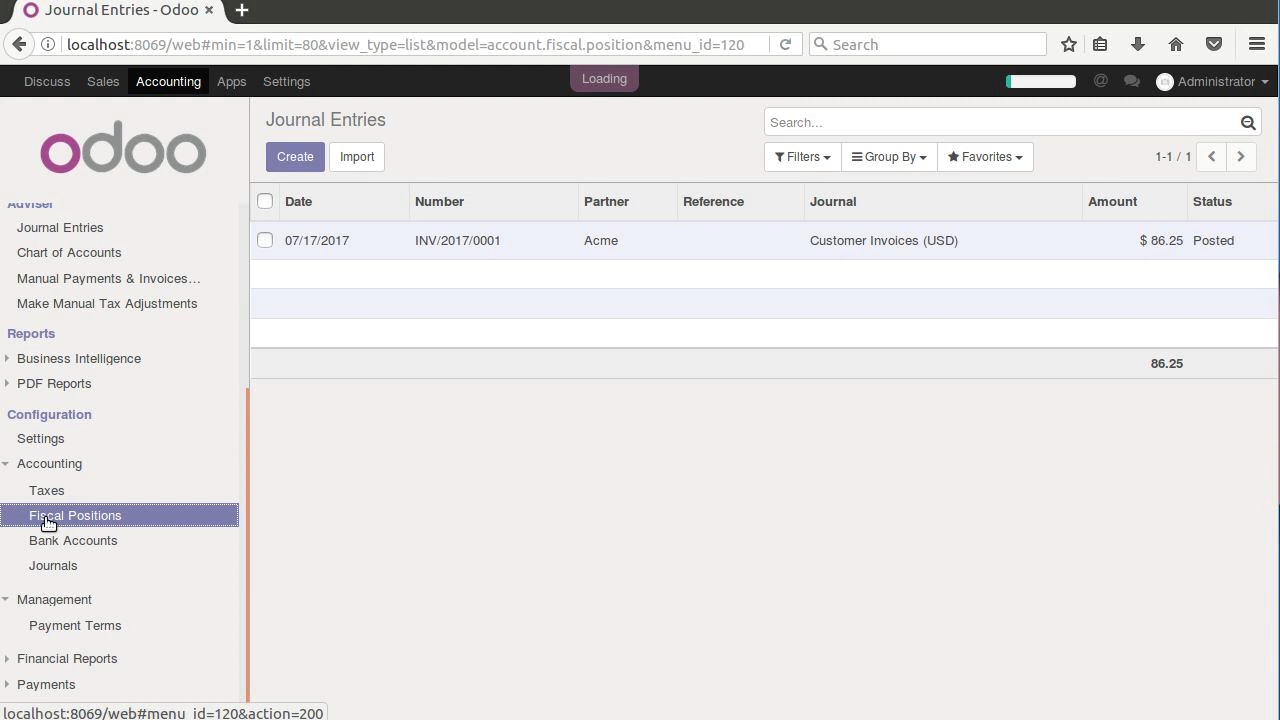 Journal Entries - Odoo × +
localhost:8069/web#min=1&limit=80&view_type=list&model=account.fiscal.position&menu_id=120
Search
Discuss Sales Accounting Apps Settings
Loading
@ Administrator
odoo
Journal Entries
Search...
Create Import
Filters Group By Favorites
1-1 / 1
Date Number Partner Reference Journal Amount Status
07/17/2017 INV/2017/0001 Acme Customer Invoices (USD) $ 86.25 Posted
86.25
Adviser
Journal Entries
Chart of Accounts
Manual Payments & Invoices…
Make Manual Tax Adjustments
Reports
Business Intelligence
PDF Reports
Configuration
Settings
Accounting
Taxes
Fiscal Positions
Bank Accounts
Journals
Management
Payment Terms
Financial Reports
Payments
localhost:8069/web#menu_id=120&action=200